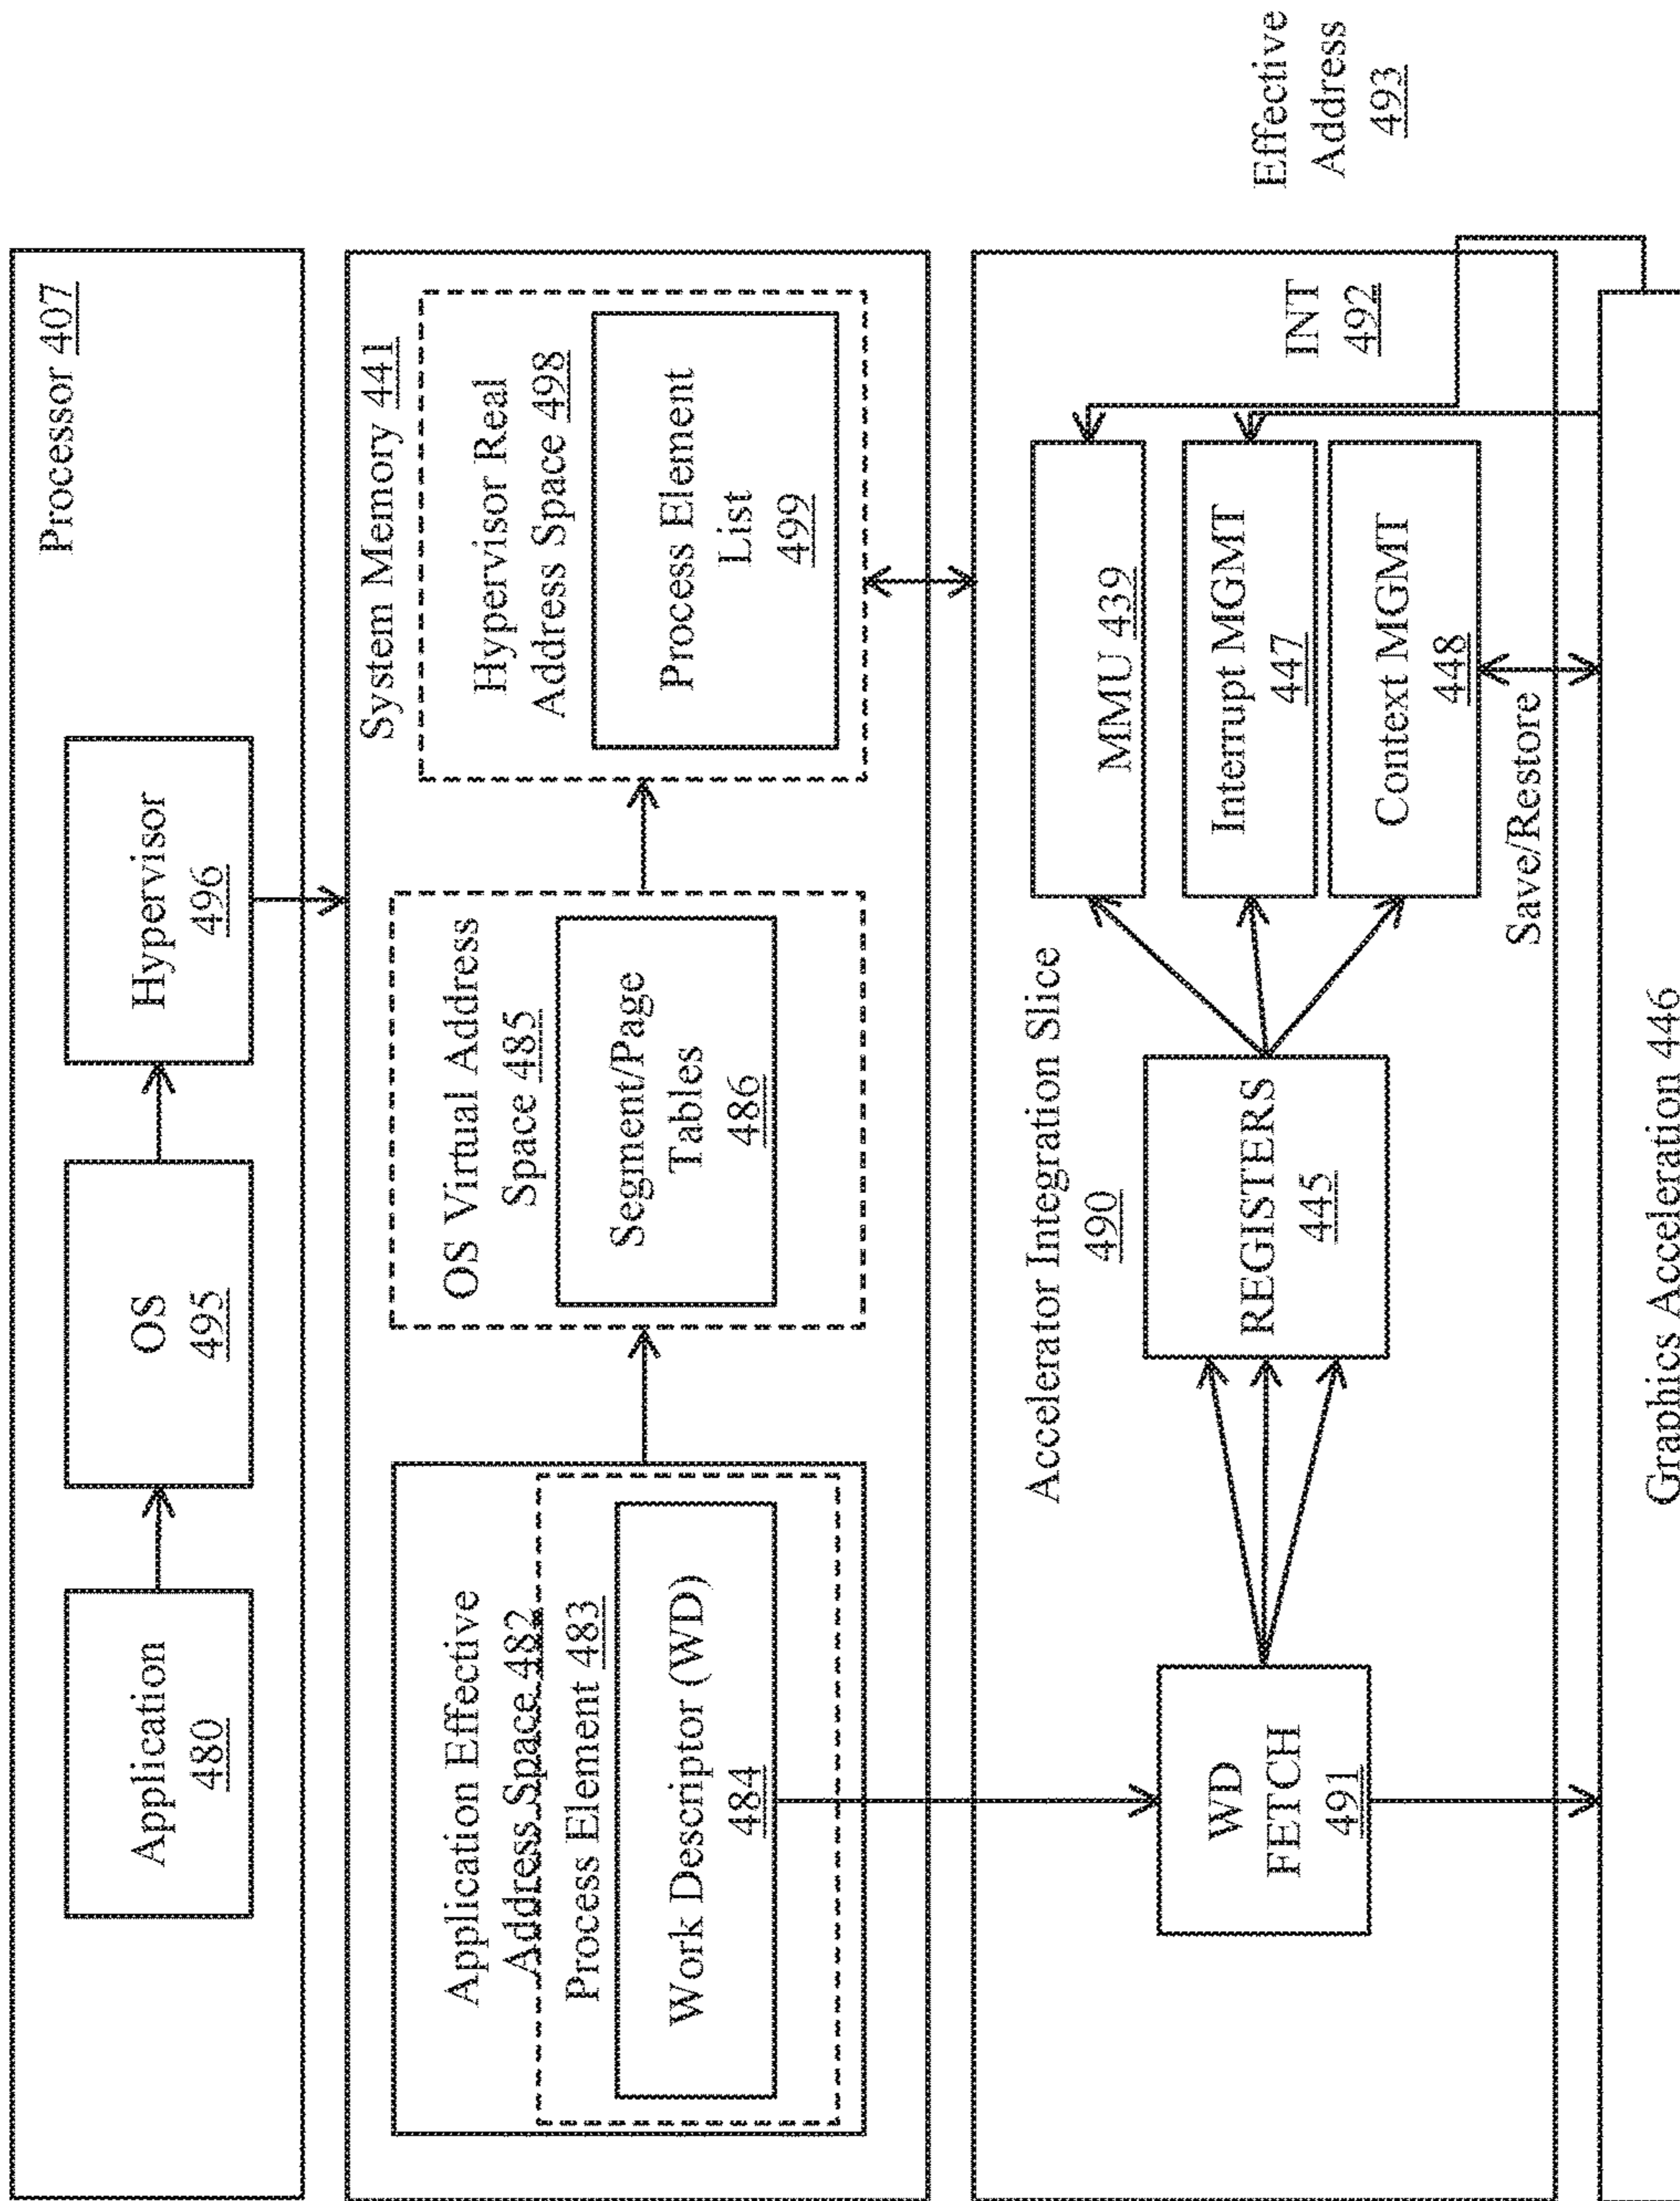 Processor 407
Application
480
OS
495
Hypervisor
496
System Memory 441
Application Effective
Address Space 482
Process Element 483
Work Descriptor (WD)
484
OS Virtual Address
Space 485
Segment/Page
Tables
486
Hypervisor Real
Address Space 498
Process Element
List
499
Accelerator Integration Slice
490
WD
FETCH
491
REGISTERS
445
MMU 439
Interrupt MGMT
447
Context MGMT
448
INT
492
Effective
Address
493
Save/Restore
Graphics Acceleration 446